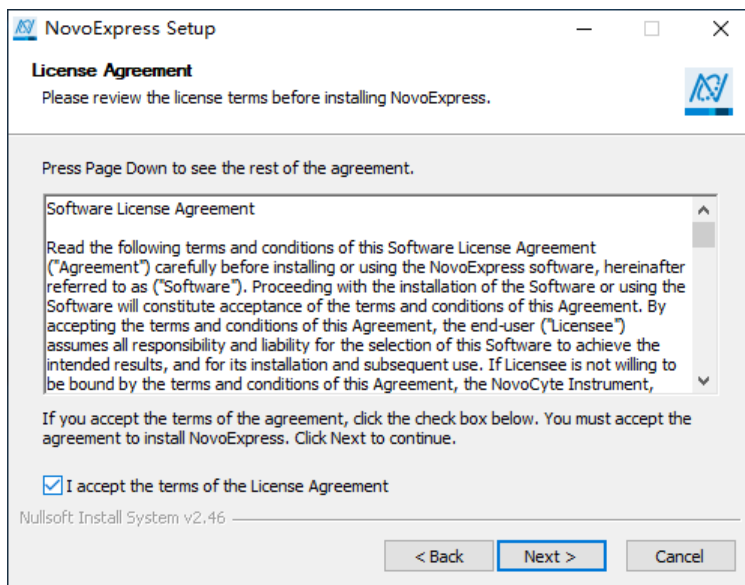 NovoExpress Setup
License Agreement
Please review the license terms before installing NovoExpress.
Press Page Down to see the rest of the agreement.
Software License Agreement
Read the following terms and conditions of this Software License Agreement
("Agreement") carefully before installing or using the NovoExpress software, hereinafter
referred to as ("Software"). Proceeding with the installation of the Software or using the
Software will constitute acceptance of the terms and conditions of this Agreement. By
accepting the terms and conditions of this Agreement, the end-user ("Licensee")
assumes all responsibility and liability for the selection of this Software to achieve the
intended results, and for its installation and subsequent use. If Licensee is not willing to
be bound by the terms and conditions of this Agreement, the NovoCyte Instrument,
If you accept the terms of the agreement, click the check box below. You must accept the
agreement to install NovoExpress. Click Next to continue.
I accept the terms of the License Agreement
Nullsoft Install System v2.46
< Back Next > Cancel